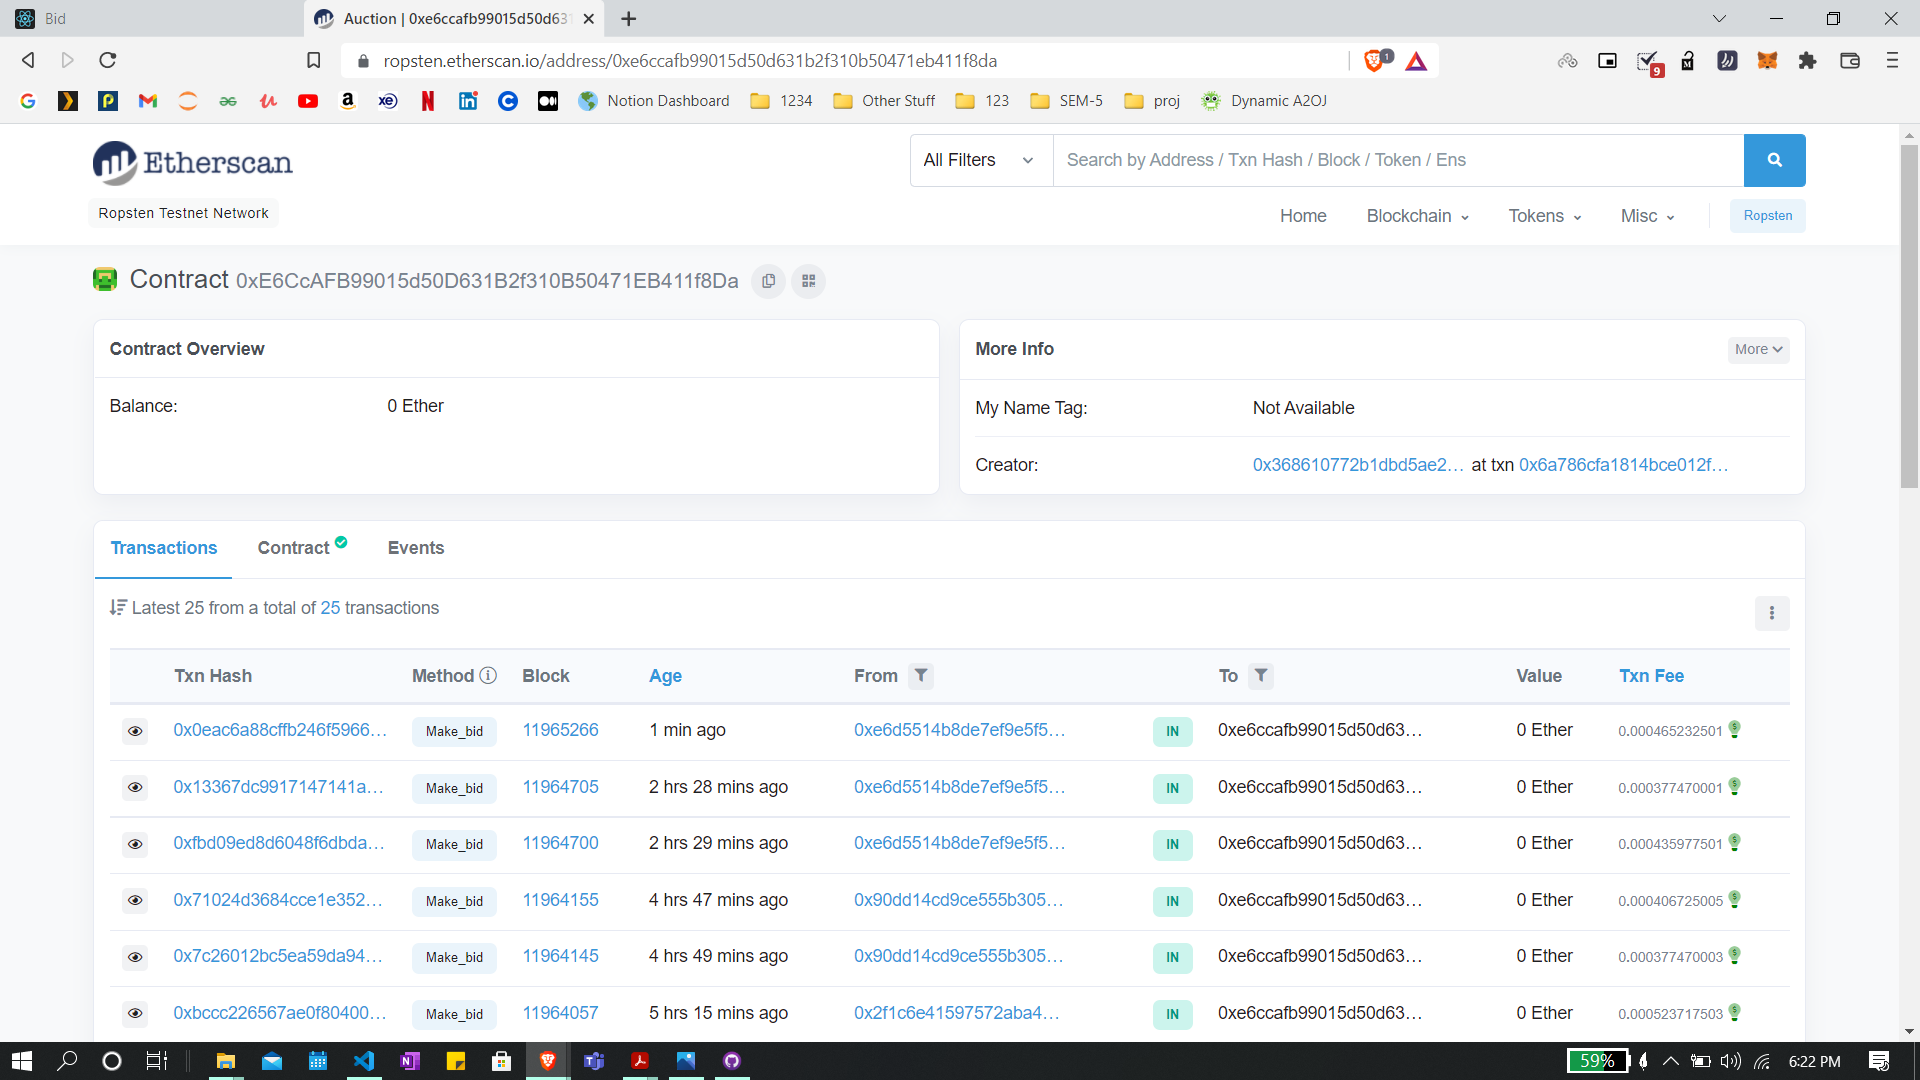 Bid
Auction | 0xe6ccafb99015d50d631
ropsten.etherscan.io/address/0xe6ccafb99015d50d631b2f310b50471eb411f8da
1
9
Notion Dashboard
1234
Other Stuff
123
SEM-5
proj
Dynamic A2OJ
Etherscan
All Filters
Search by Address / Txn Hash / Block / Token / Ens
Ropsten Testnet Network
Home
Blockchain
Tokens
Misc
Ropsten
Contract 0xE6CcAFB99015d50D631B2f310B50471EB411f8Da
Contract Overview
Balance: 0 Ether
More Info
More
My Name Tag: Not Available
Creator: 0x368610772b1dbd5ae2... at txn 0x6a786cfa1814bce012f...
Transactions
Contract
Events
Latest 25 from a total of 25 transactions
Txn Hash Method Block Age From To Value Txn Fee
0x0eac6a88cffb246f5966... Make_bid 11965266 1 min ago 0xe6d5514b8de7ef9e5f5... IN 0xe6ccafb99015d50d63... 0 Ether 0.000465232501
0x13367dc9917147141a... Make_bid 11964705 2 hrs 28 mins ago 0xe6d5514b8de7ef9e5f5... IN 0xe6ccafb99015d50d63... 0 Ether 0.000377470001
0xfbd09ed8d6048f6dbda... Make_bid 11964700 2 hrs 29 mins ago 0xe6d5514b8de7ef9e5f5... IN 0xe6ccafb99015d50d63... 0 Ether 0.000435977501
0x71024d3684cce1e352... Make_bid 11964155 4 hrs 47 mins ago 0x90dd14cd9ce555b305... IN 0xe6ccafb99015d50d63... 0 Ether 0.000406725005
0x7c26012bc5ea59da94... Make_bid 11964145 4 hrs 49 mins ago 0x90dd14cd9ce555b305... IN 0xe6ccafb99015d50d63... 0 Ether 0.000377470003
0xbccc226567ae0f80400... Make_bid 11964057 5 hrs 15 mins ago 0x2f1c6e41597572aba4... IN 0xe6ccafb99015d50d63... 0 Ether 0.000523717503
59%
6:22 PM